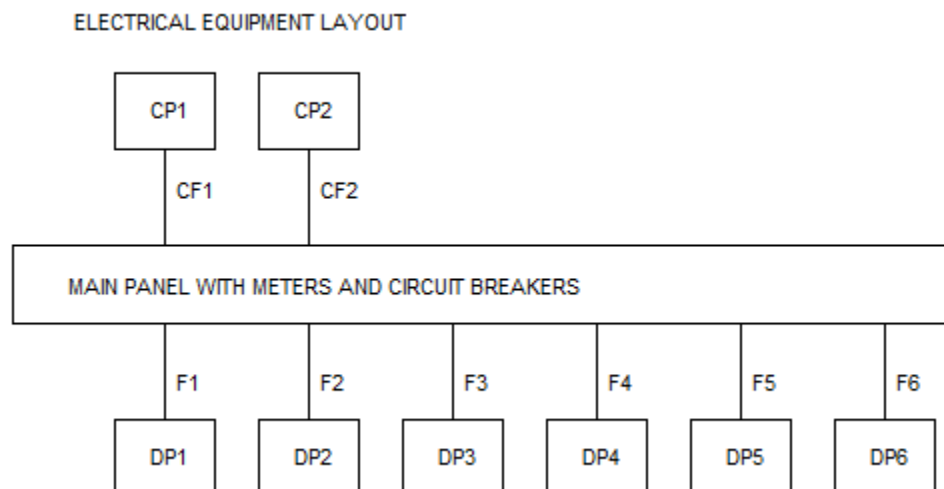 ELECTRICAL EQUIPMENT LAYOUT
CP1 CP2
CF1 CF2
MAIN PANEL WITH METERS AND CIRCUIT BREAKERS
F1 F2 F3 F4 F5 F6
DP1 DP2 DP3 DP4 DP5 DP6